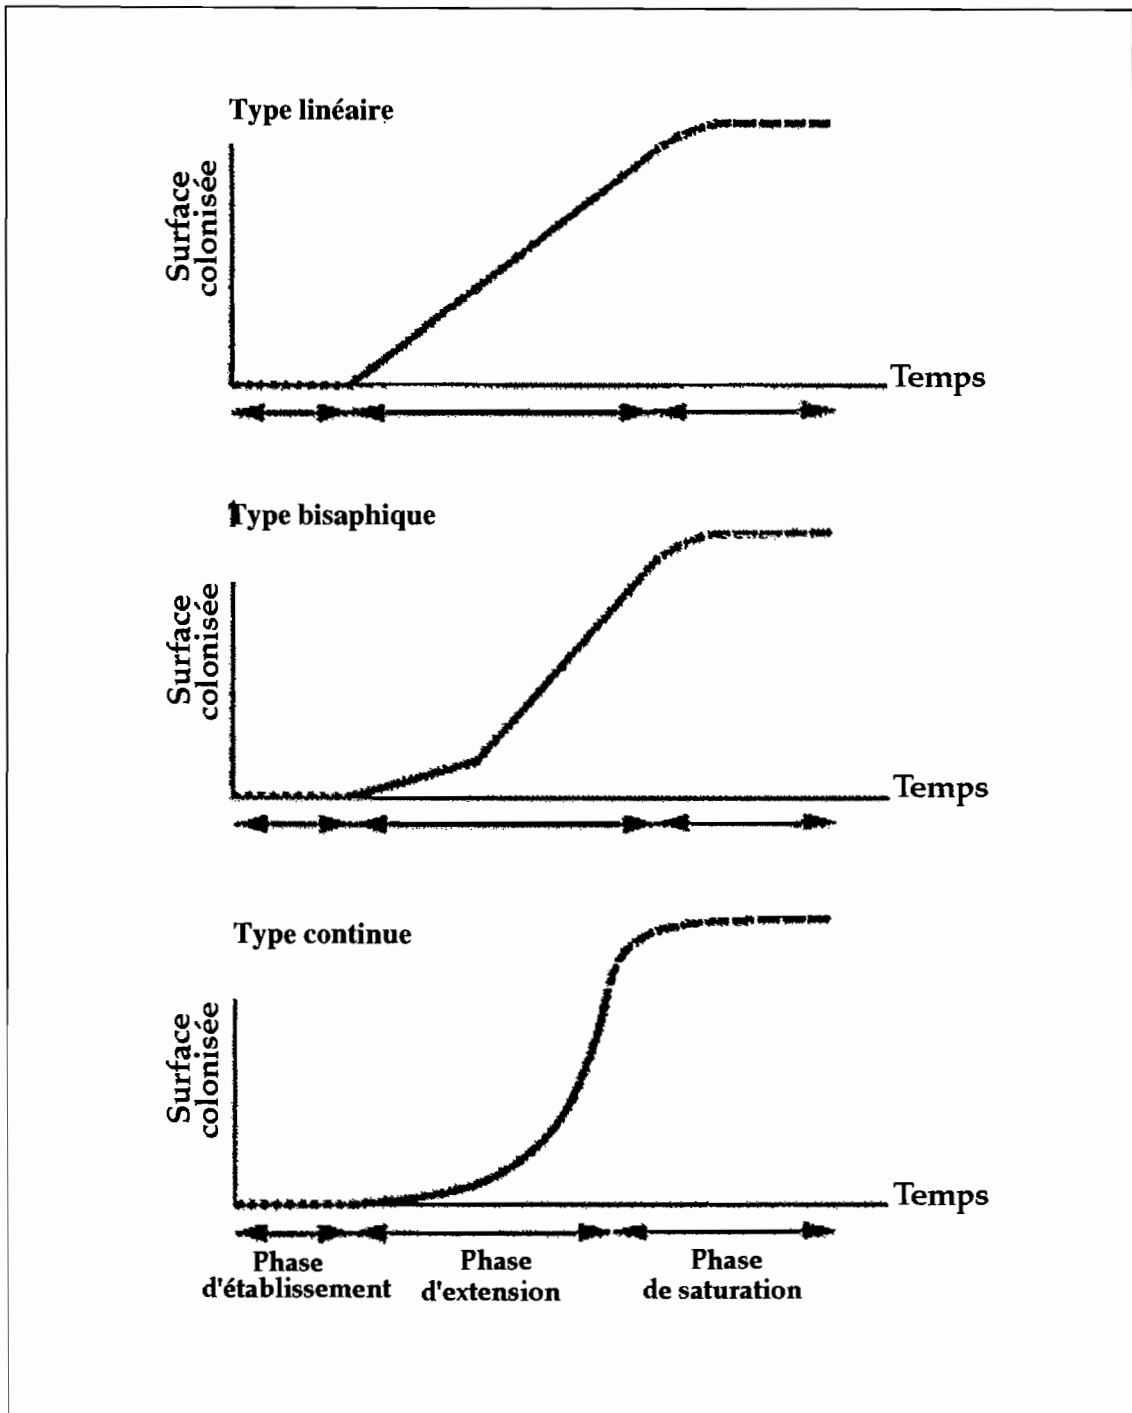 Type linéaire
Surface
colonisée
Temps
Type bisaphique
Surface
colonisée
Temps
Type continue
Surface
colonisée
Temps
Phase
d'établissement
Phase
d'extension
Phase
de saturation